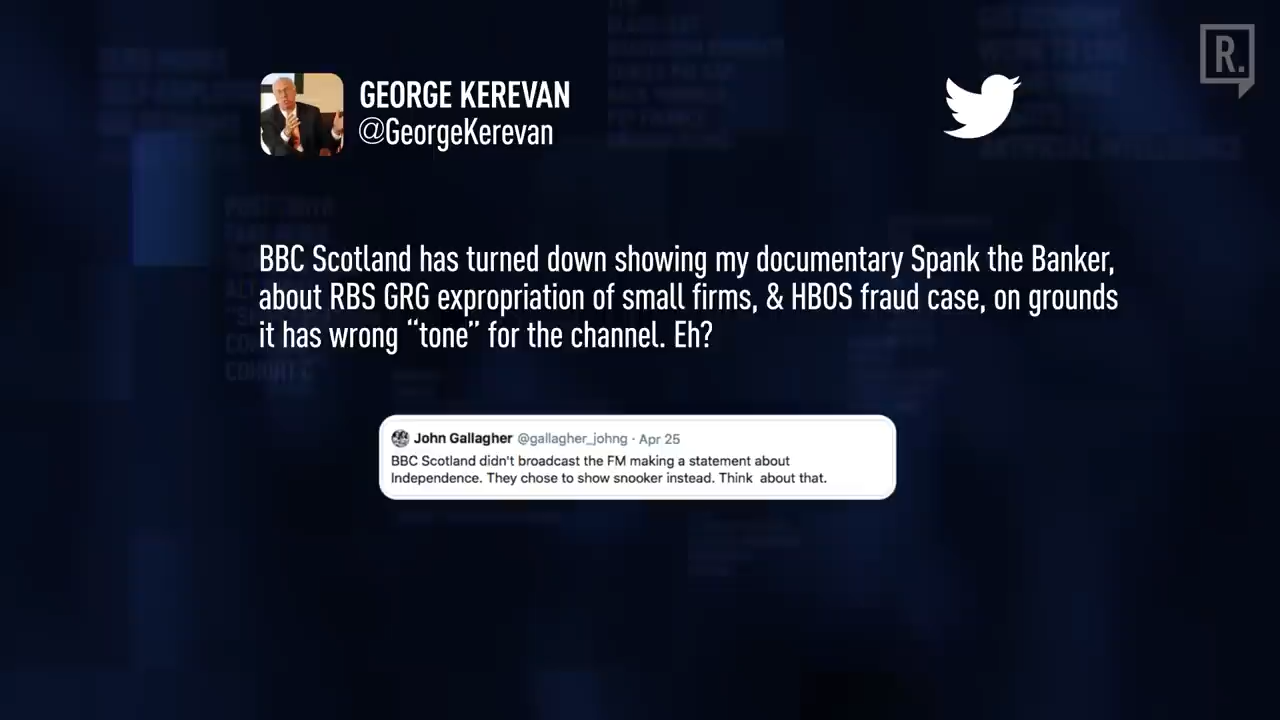 R.
GEORGE KEREVAN
@GeorgeKerevan
BBC Scotland has turned down showing my documentary Spank the Banker,
about RBS GRG expropriation of small firms, & HBOS fraud case, on grounds
it has wrong “tone” for the channel. Eh?
John Gallagher @gallagher_johng · Apr 25
BBC Scotland didn't broadcast the FM making a statement about
Independence. They chose to show snooker instead. Think  about that.